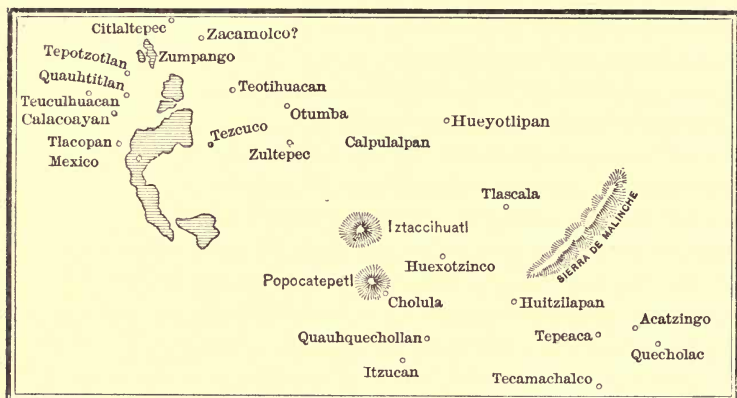 Citlaltepec
Zacamolco?
Tepotzotlan
Zumpango
Quauhtitlan
Teotihuacan
Teuculhuacan
Otumba
Calacoayan
Hueyotlipan
Tezcuco
Tlacopan
Zultepec
Calpulalpan
Mexico
Tlascala
Iztaccihuatl
SIERRA DE MALINCHE
Huexotzinco
Popocatepetl
Cholula
Huitzilapan
Acatzingo
Quauhquechollan
Tepeaca
Quecholac
Itzucan
Tecamachalco